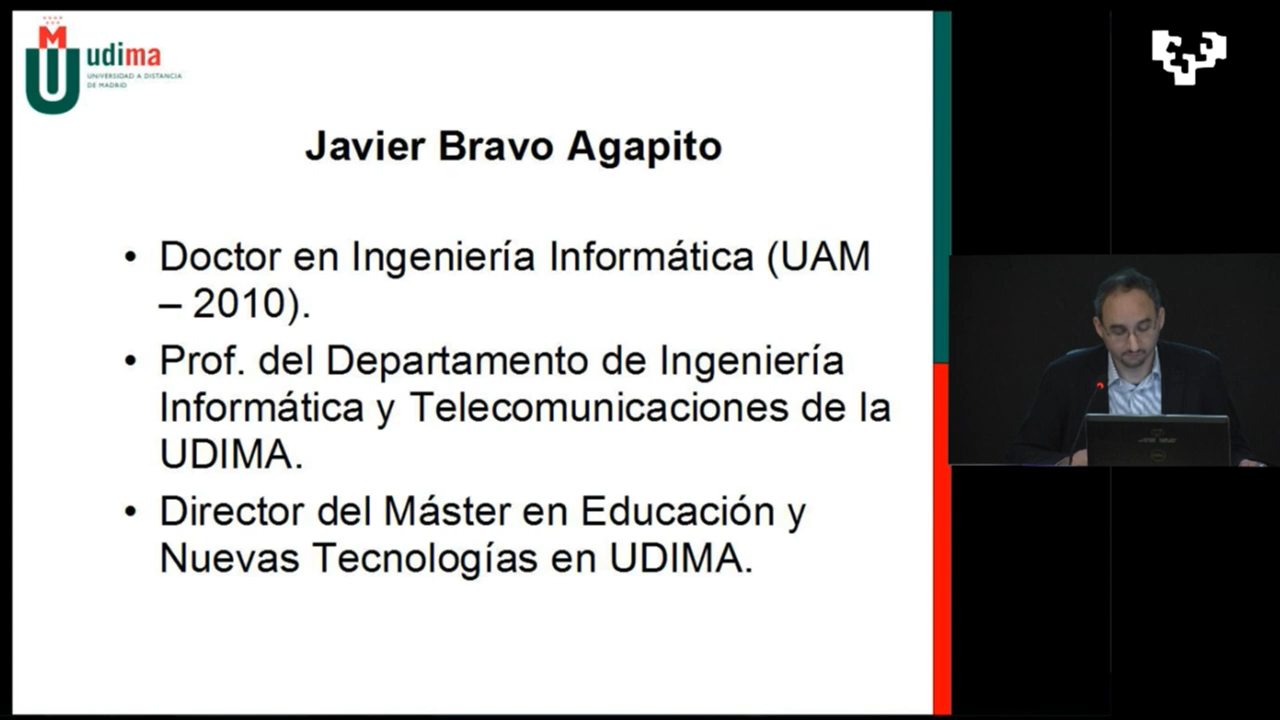 M
U
udima
UNIVERSIDAD A DISTANCIA
DE MADRID
Javier Bravo Agapito
• Doctor en Ingeniería Informática (UAM
– 2010).
• Prof. del Departamento de Ingeniería
Informática y Telecomunicaciones de la
UDIMA.
• Director del Máster en Educación y
Nuevas Tecnologías en UDIMA.